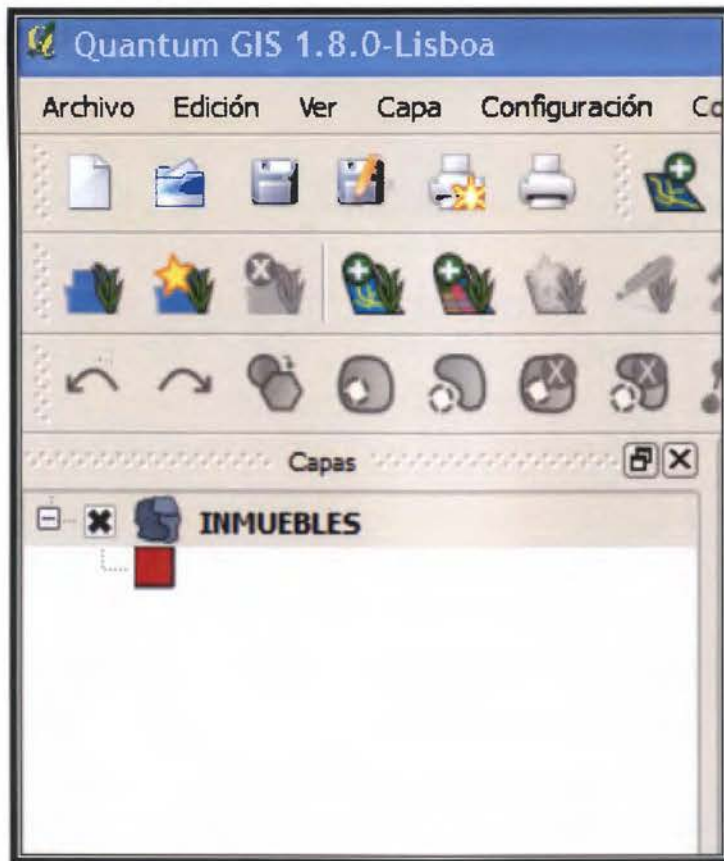 Quantum GIS 1.8.0-Lisboa
Archivo Edición Ver Capa Configuración
Capas
INMUEBLES